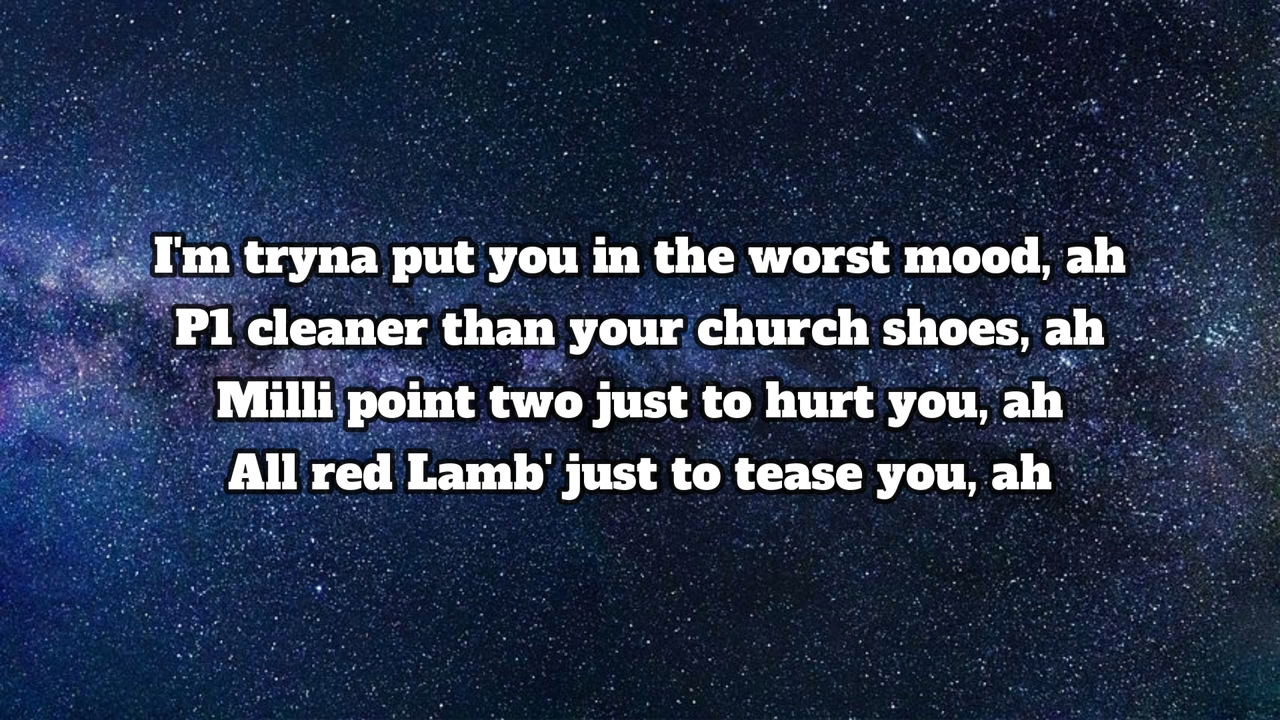 I'm tryna put you in the worst mood, ah
P1 cleaner than your church shoes, ah
Milli point two just to hurt you, ah
All red Lamb' just to tease you, ah